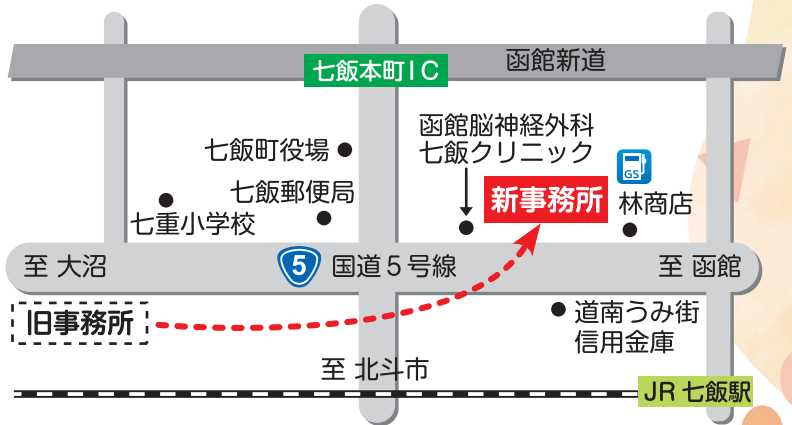 七飯本町IC
函館新道
函館脳神経外科
七飯クリニック
七飯町役場
七飯郵便局
七重小学校
新事務所
GS
林商店
至 大沼
5
国道5号線
至 函館
旧事務所
道南うみ街
信用金庫
至 北斗市
JR 七飯駅